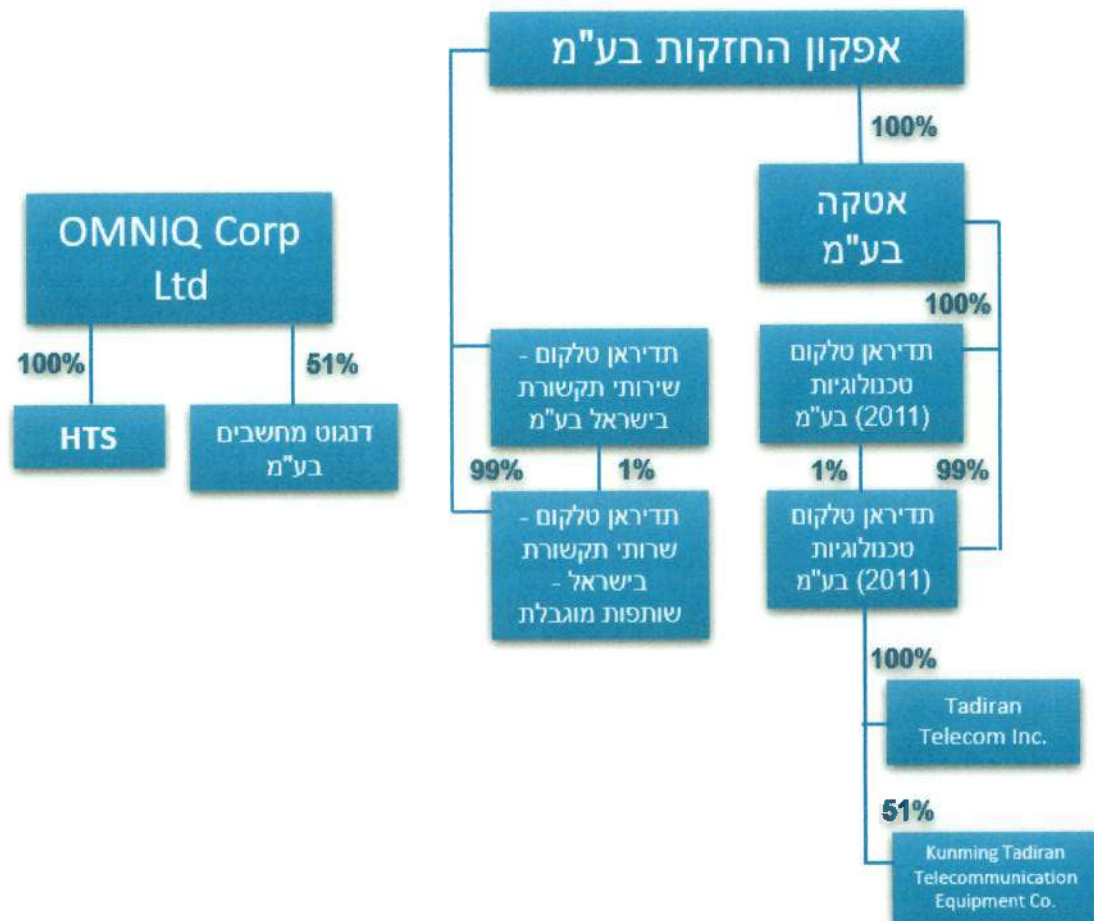 אפקון החזקות בע"מ
100%
אטקה
בע"מ
OMNIQ Corp
Ltd
100%
51%
HTS
דנגוט מחשבים
בע"מ
100%
תדיראן טלקום -
שירותי תקשורת
בישראל בע"מ
תדיראן טלקום
טכנולוגיות
(2011) בע"מ
99%
1%
1%
99%
תדיראן טלקום -
שרותי תקשורת
בישראל -
שותפות מוגבלת
תדיראן טלקום
טכנולוגיות
(2011) בע"מ
100%
Tadiran
Telecom Inc.
51%
Kunming Tadiran
Telecommunication
Equipment Co.